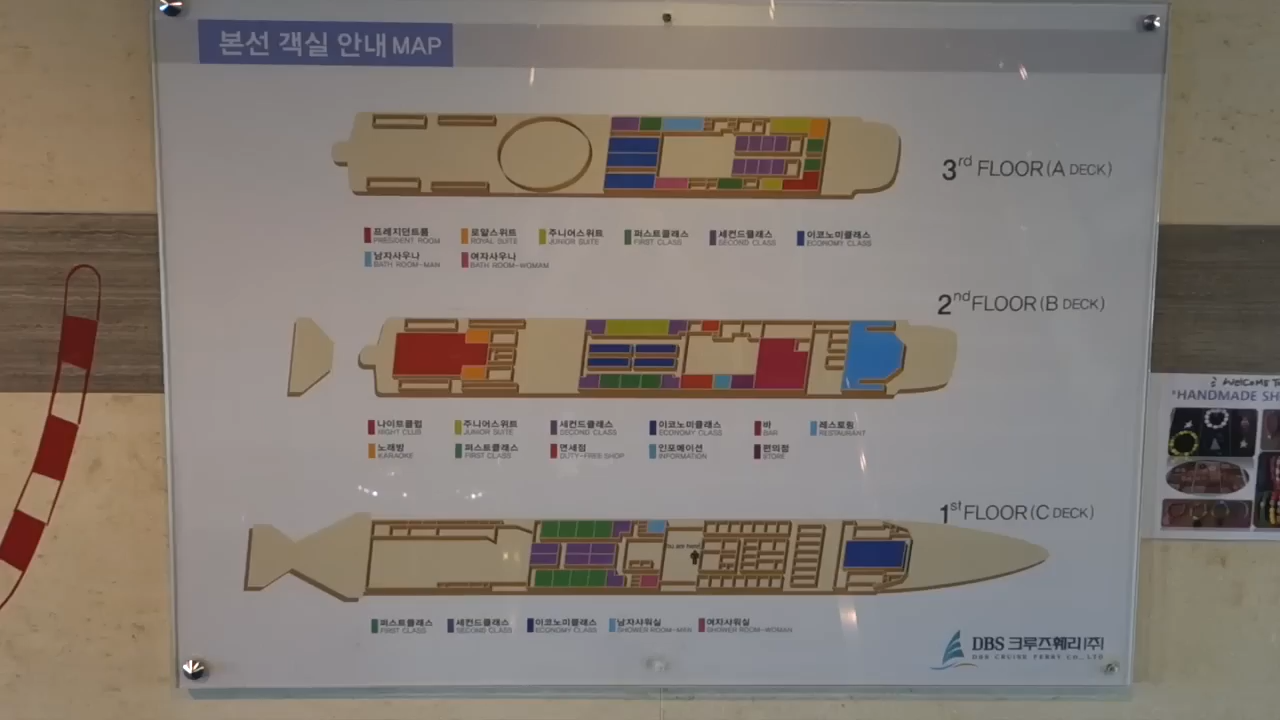 본선 객실 안내 MAP
3rd FLOOR (A DECK)
프레지던트룸 로얄스위트 주니어스위트 퍼스트클래스 세컨드클래스 이코노미클래스
PRESIDENT ROOM ROYAL SUITE JUNIOR SUITE FIRST CLASS SECOND CLASS ECONOMY CLASS
남자사우나 여자사우나
BATH ROOM-MAN BATH ROOM-WOMAM
2nd FLOOR (B DECK)
나이트클럽 주니어스위트 세컨드클래스 이코노미클래스 바 레스토랑
NIGHT CLUB JUNIOR SUITE SECOND CLASS ECONOMY CLASS BAR RESTAURANT
노래방 퍼스트클래스 면세점 인포메이션 편의점
KARAOKE FIRST CLASS DUTY-FREE SHOP INFORMATION STORE
1st FLOOR (C DECK)
You are here!
퍼스트클래스 세컨드클래스 이코노미클래스 남자샤워실 여자샤워실
FIRST CLASS SECOND CLASS ECONOMY CLASS SHOWER ROOM-MEN SHOWER ROOM-WOMAN
DBS 크루즈훼리(주)
DBS CRUISE FERRY Co., LTD
WELCOME
"HANDMADE